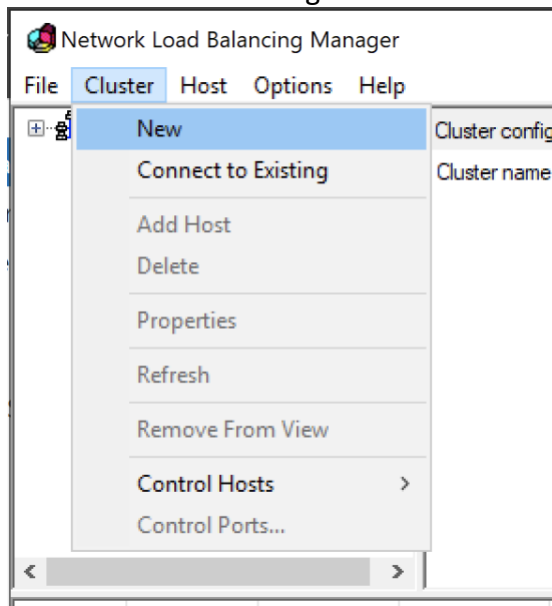 Network Load Balancing Manager
File Cluster Host Options Help
New
Cluster config
Connect to Existing
Cluster name
Add Host
Delete
Properties
Refresh
Remove From View
Control Hosts
Control Ports...